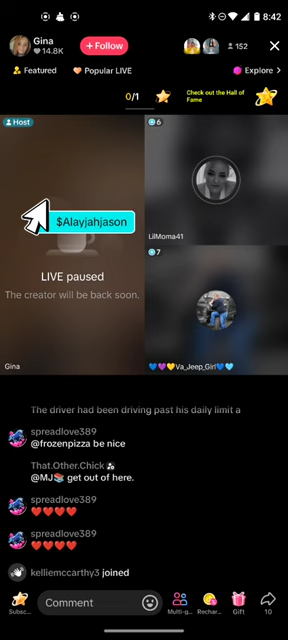 8:42
Gina
14.8K
+ Follow
152
Featured
Popular LIVE
Explore >
0/1
Check out the Hall of
Fame
Host
6
$Alayjahjason
LIVE paused
The creator will be back soon.
Gina
LilMoma41
7
💙💜💛Va_Jeep_Girl💙🩵
The driver had been driving past his daily limit a
spreadlove389
@frozenpizza be nice
That.Other.Chick
@MJ📚 get out of here.
spreadlove389
❤️❤️❤️❤️
spreadlove389
❤️❤️❤️❤️
kelliemccarthy3 joined
Comment
Subsc...
Multi-g...
Rechar...
Gift
10